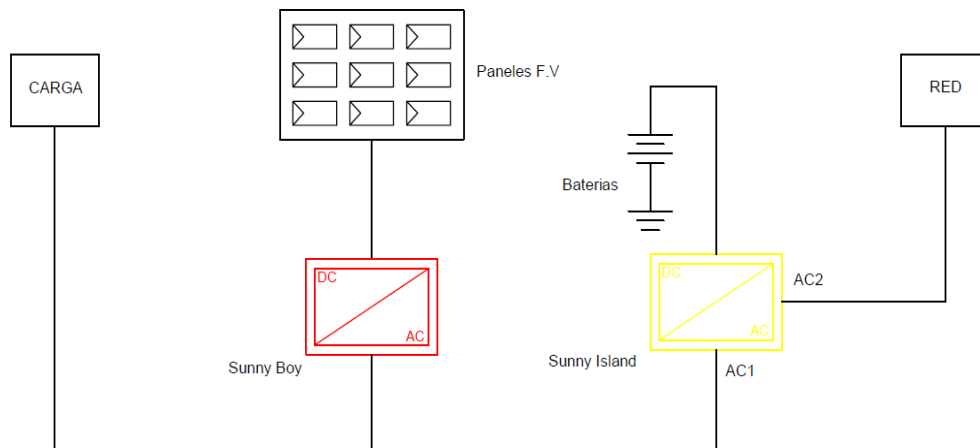 CARGA
Paneles F.V
RED
Baterias
DC
AC
Sunny Boy
DC
AC
AC2
Sunny Island
AC1